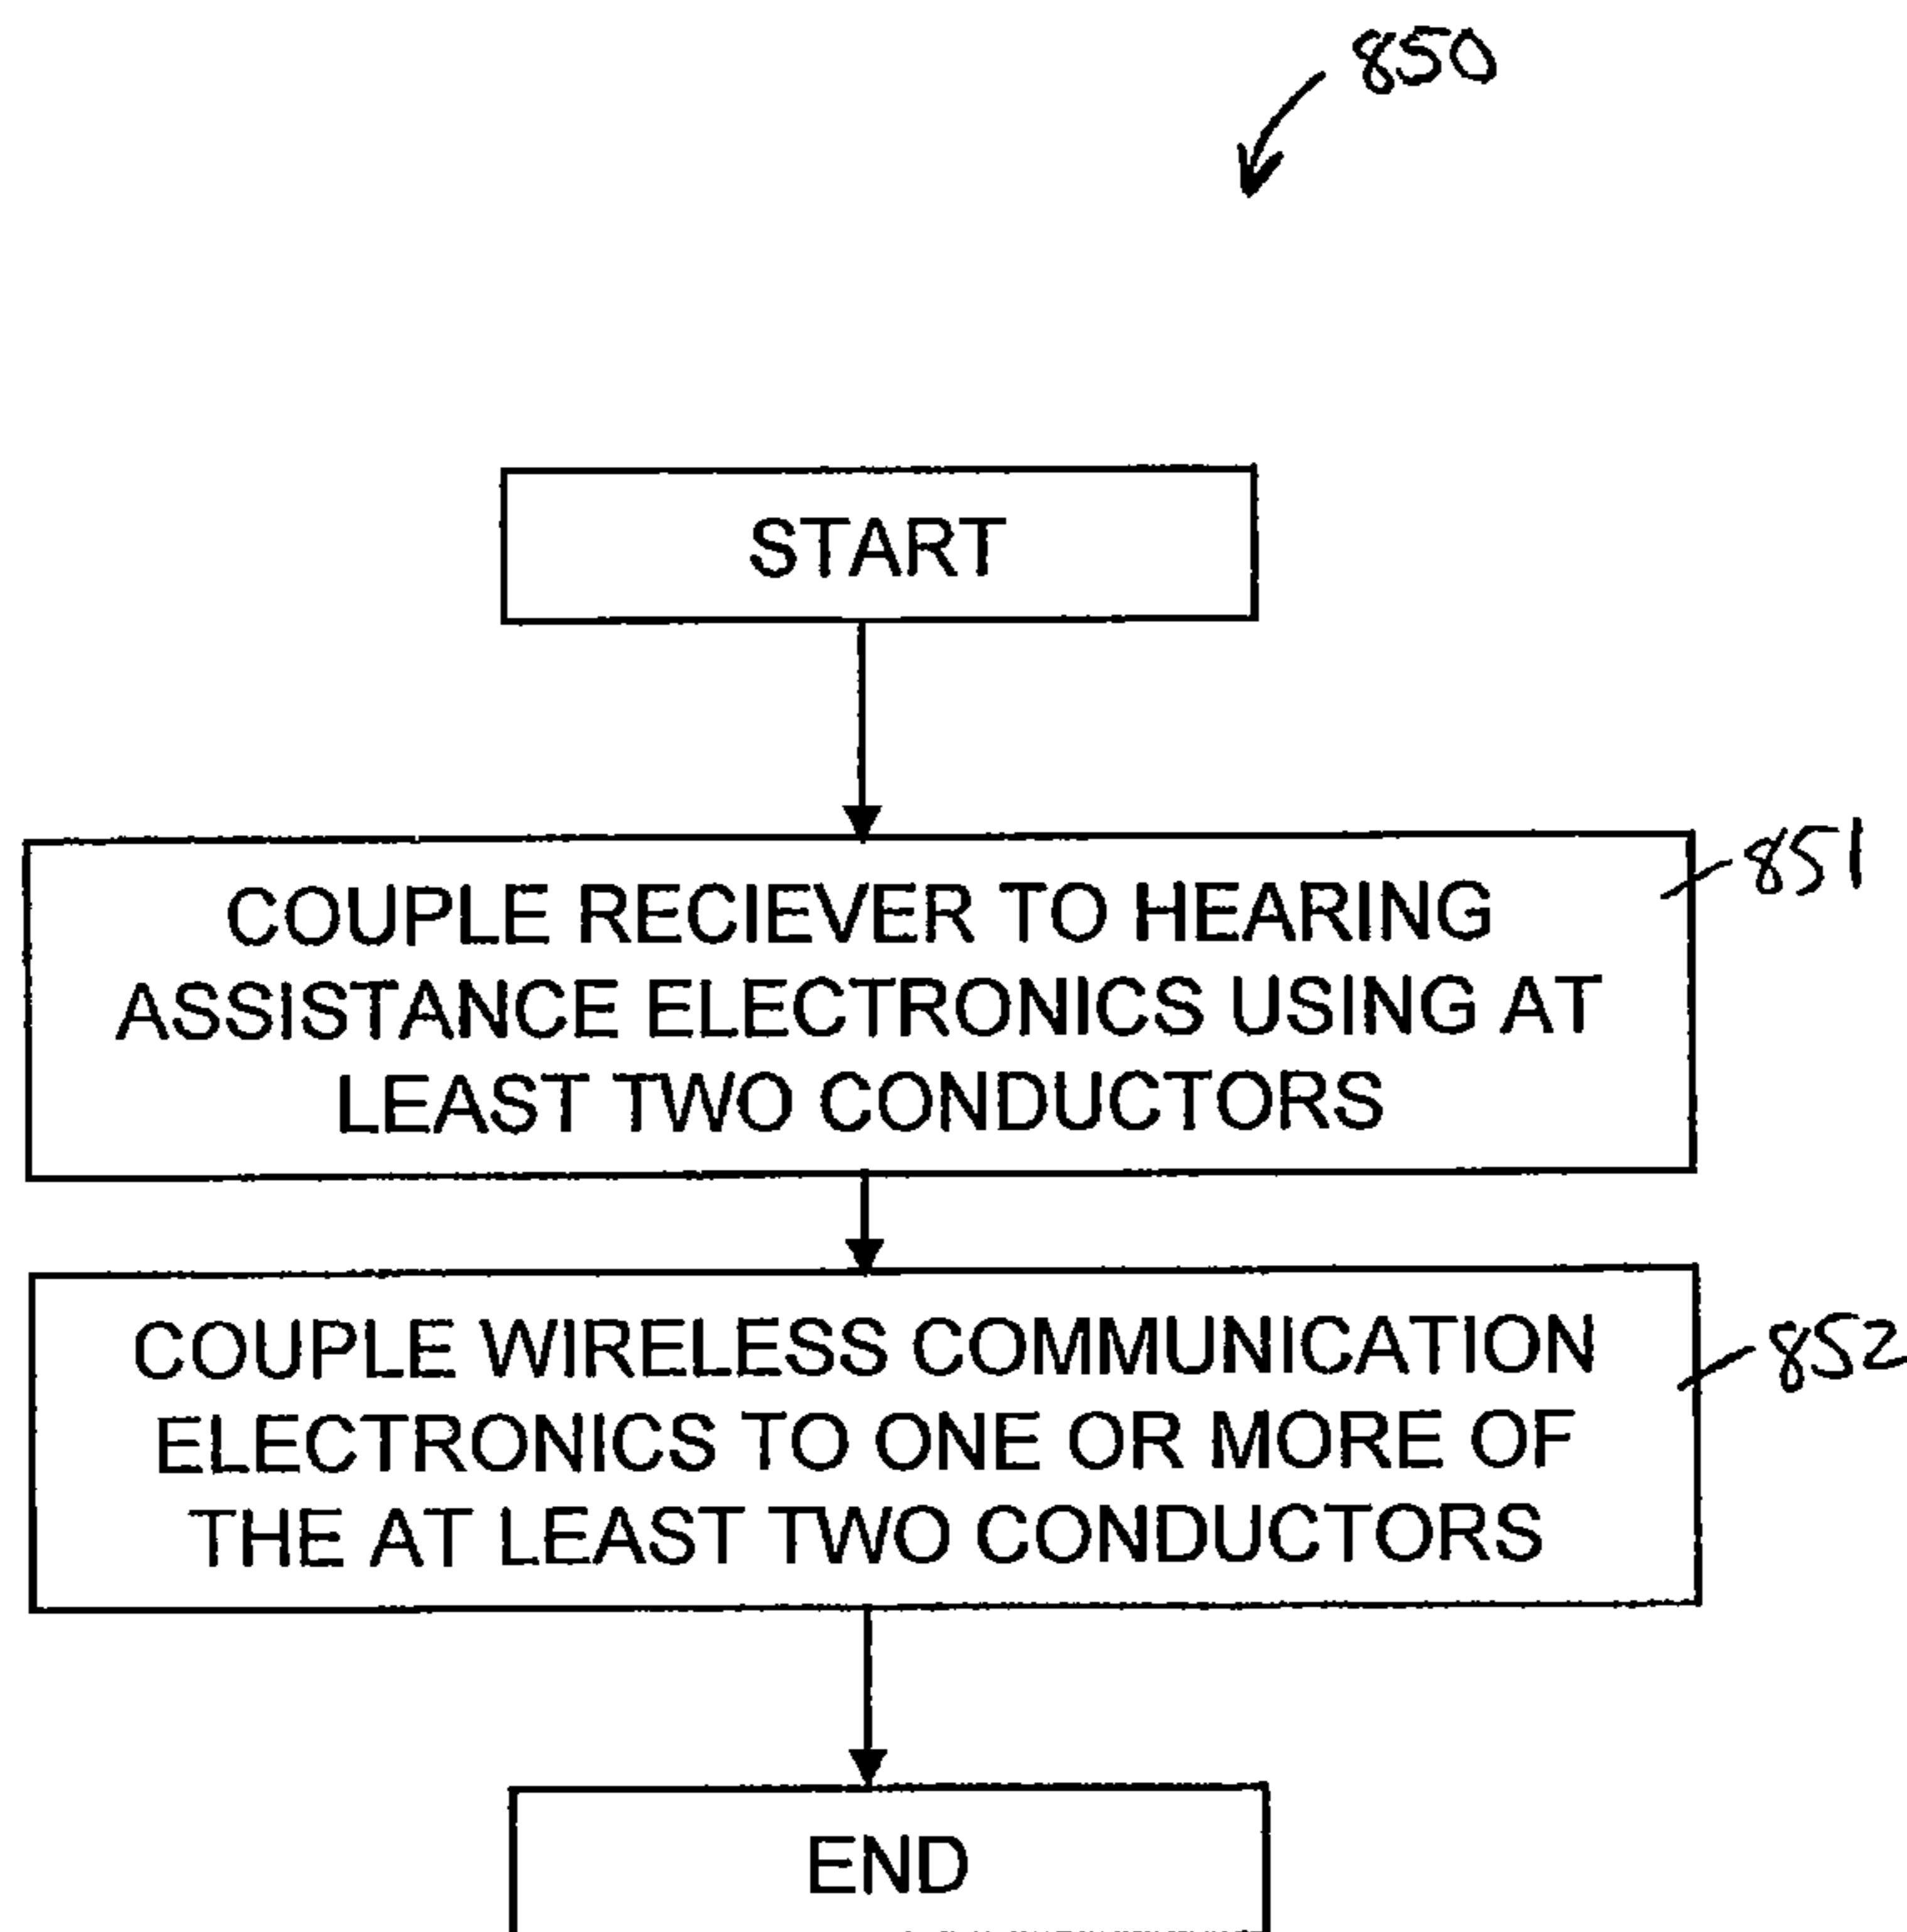 850
START
COUPLE RECIEVER TO HEARING
ASSISTANCE ELECTRONICS USING AT
LEAST TWO CONDUCTORS
851
COUPLE WIRELESS COMMUNICATION
ELECTRONICS TO ONE OR MORE OF
THE AT LEAST TWO CONDUCTORS
852
END